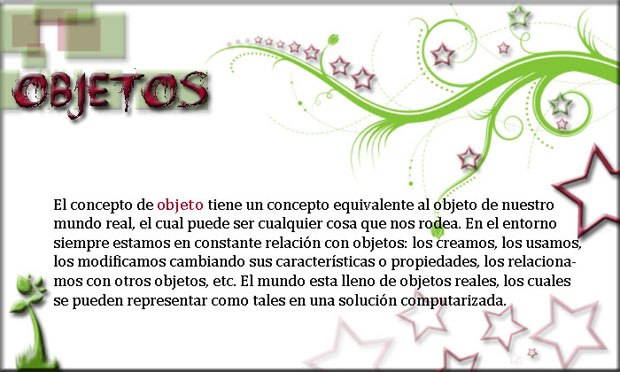 OBJETOS
El concepto de objeto tiene un concepto equivalente al objeto de nuestro
mundo real, el cual puede ser cualquier cosa que nos rodea. En el entorno
siempre estamos en constante relación con objetos: los creamos, los usamos,
los modificamos cambiando sus características o propiedades, los relaciona-
mos con otros objetos, etc. El mundo esta lleno de objetos reales, los cuales
se pueden representar como tales en una solución computarizada.